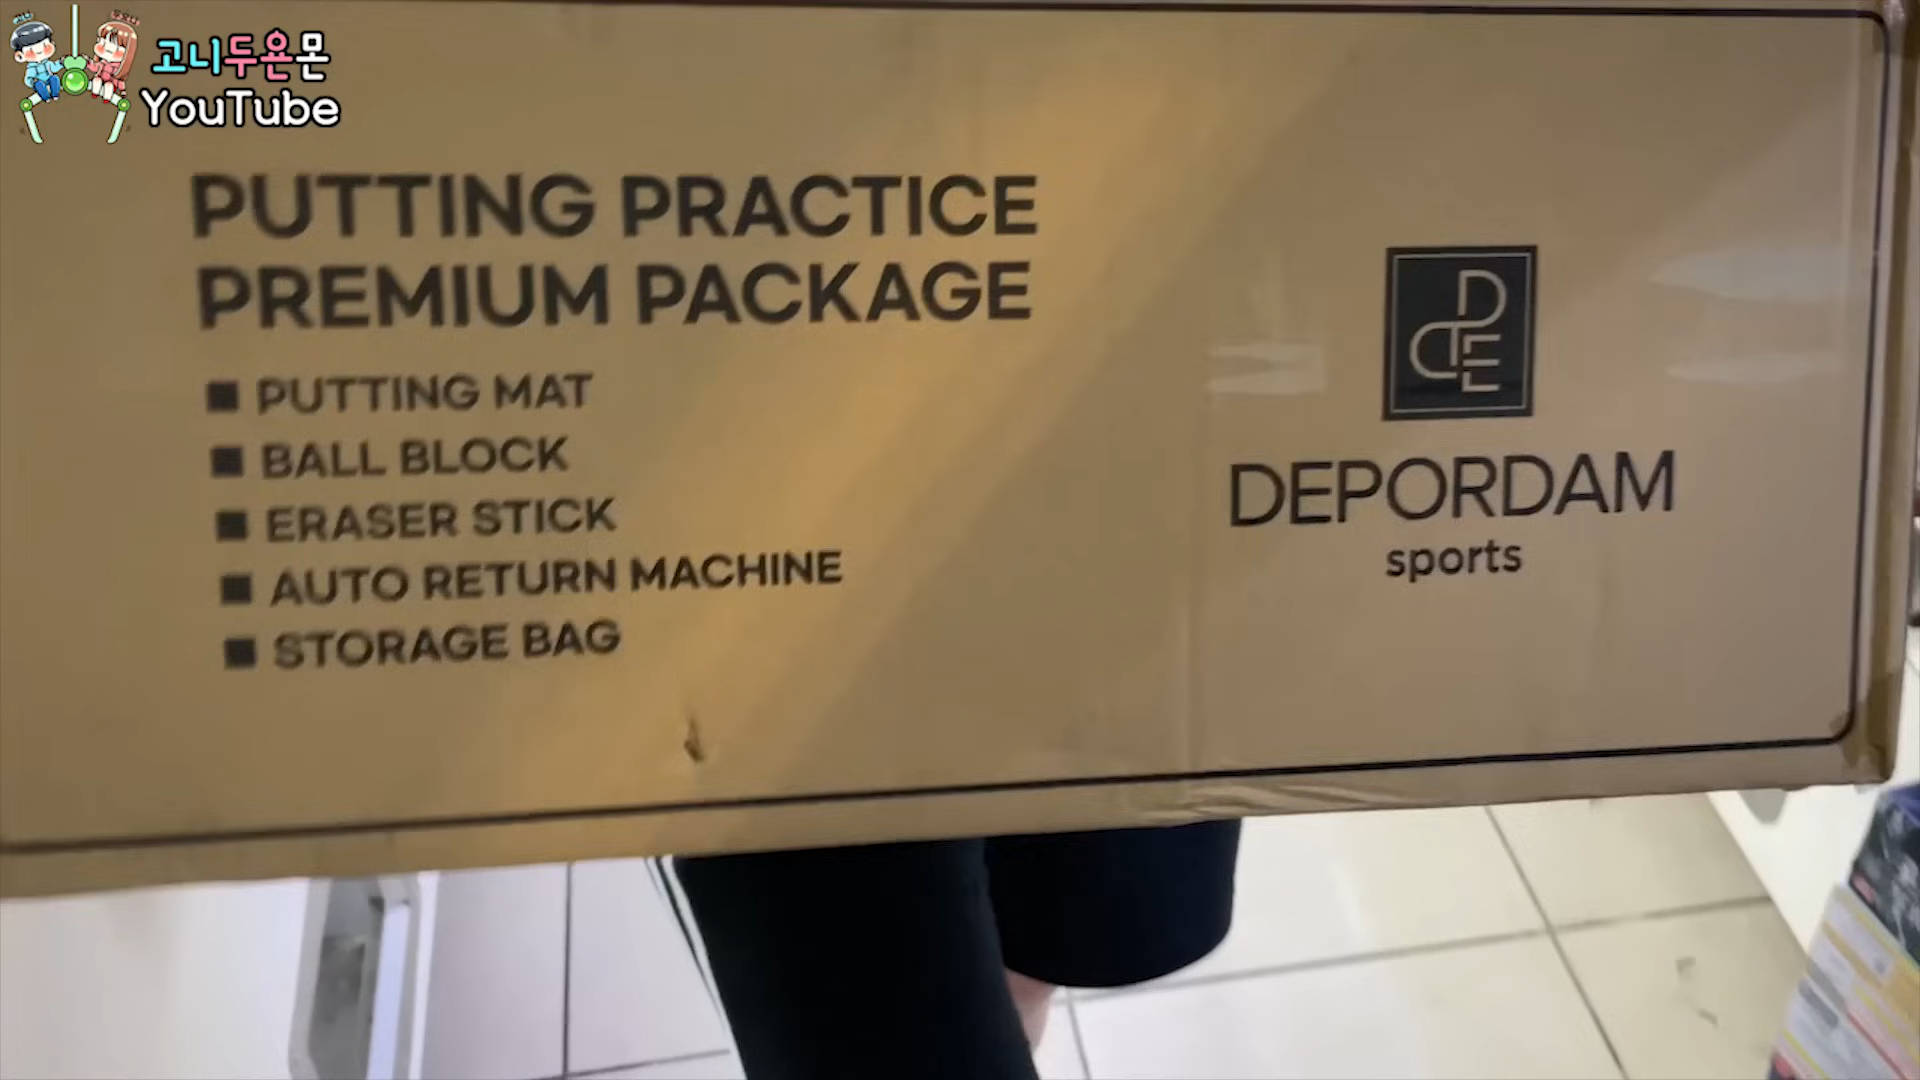 고니두욘몬
YouTube
PUTTING PRACTICE
PREMIUM PACKAGE
■ PUTTING MAT
■ BALL BLOCK
■ ERASER STICK
■ AUTO RETURN MACHINE
■ STORAGE BAG
DEPORDAM
sports